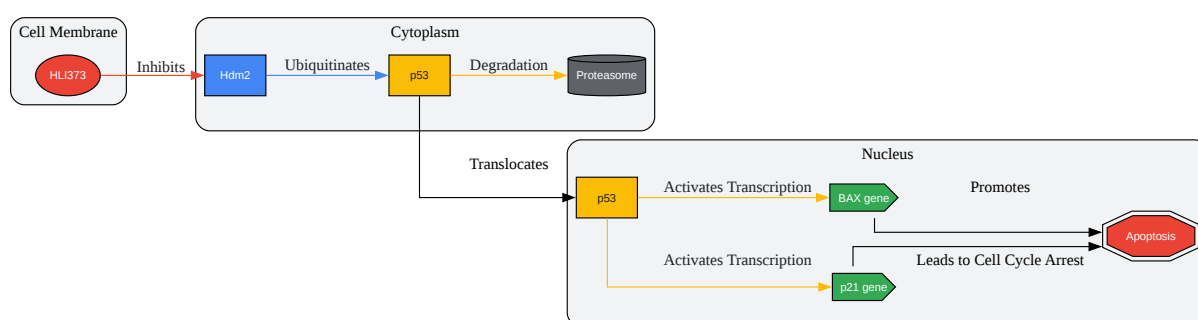 Cell Membrane
Cytoplasm
HLI373
Inhibits
Hdm2
Ubiquitinates
p53
Degradation
Proteasome
Translocates
Nucleus
p53
Activates Transcription
BAX gene
Promotes
Apoptosis
Activates Transcription
p21 gene
Leads to Cell Cycle Arrest